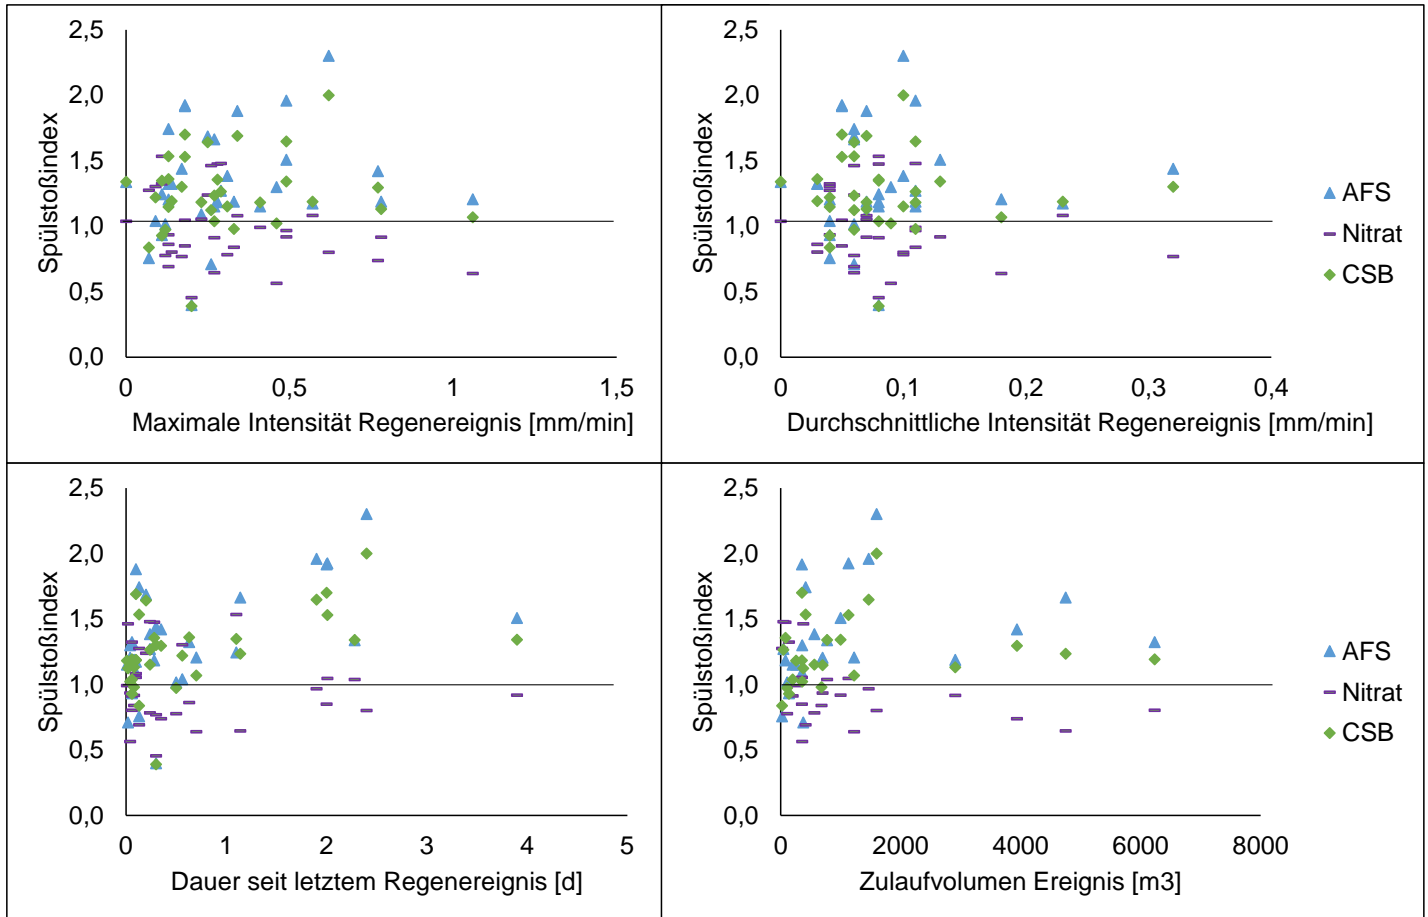 2,5
2,0
1,5
1,0
0,5
0,0
Spülstoßindex
0 0,5 1 1,5
Maximale Intensität Regenereignis [mm/min]
2,5
2,0
1,5
1,0
0,5
0,0
Spülstoßindex
0 0,1 0,2 0,3 0,4
Durchschnittliche Intensität Regenereignis [mm/min]
AFS
Nitrat
CSB
2,5
2,0
1,5
1,0
0,5
0,0
Spülstoßindex
0 1 2 3 4 5
Dauer seit letztem Regenereignis [d]
2,5
2,0
1,5
1,0
0,5
0,0
Spülstoßindex
0 2000 4000 6000 8000
Zulaufvolumen Ereignis [m3]
AFS
Nitrat
CSB